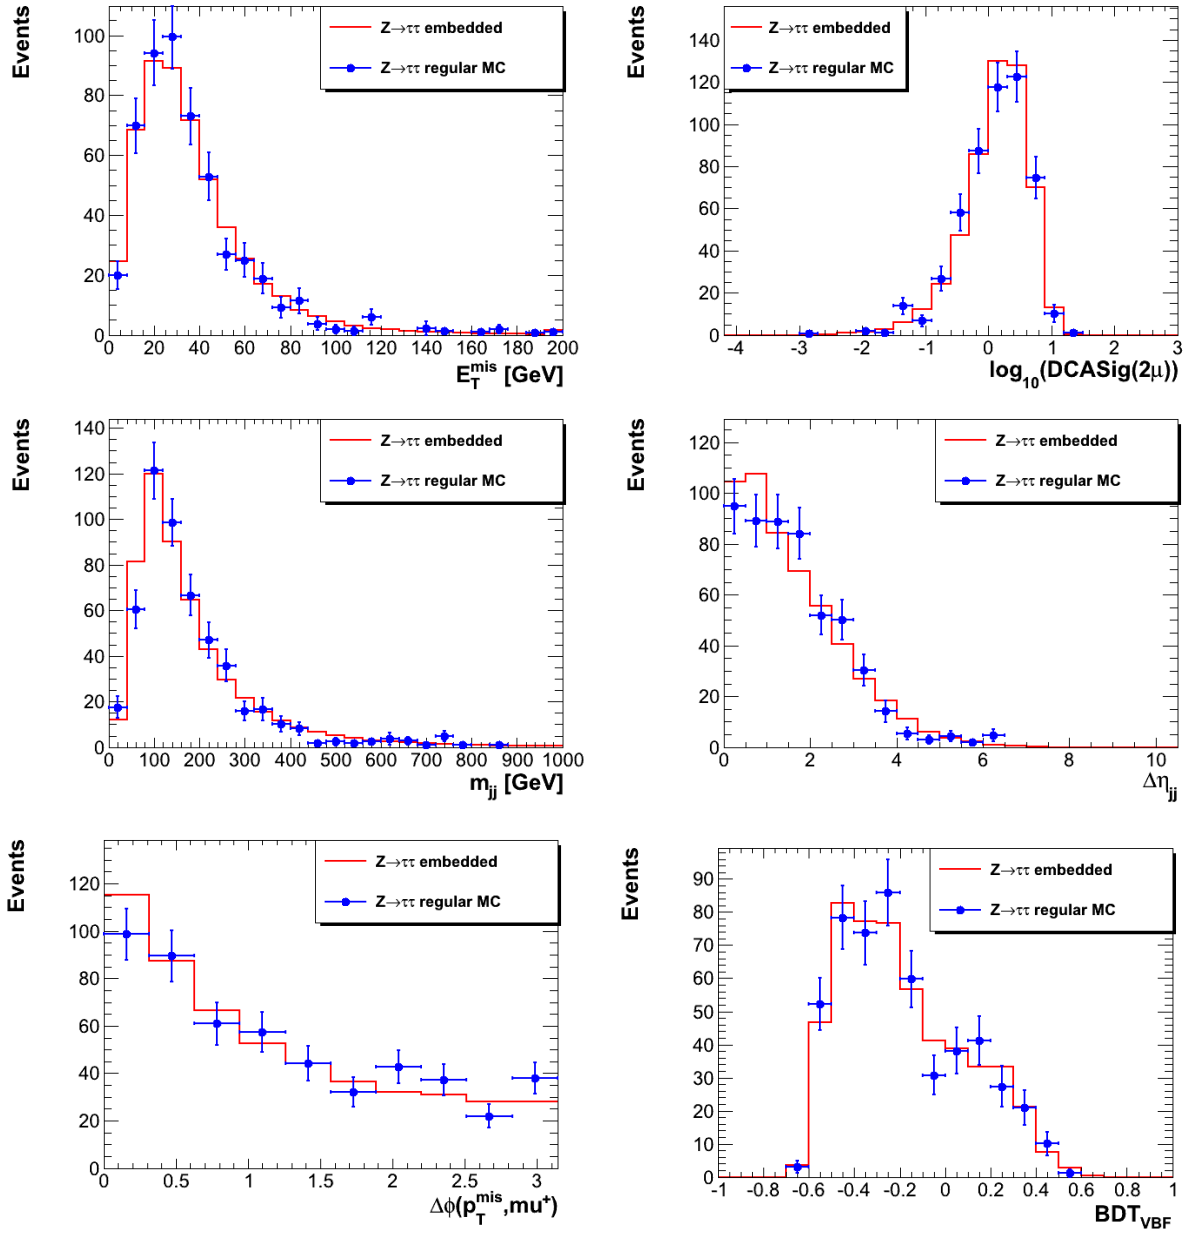 Events
Z→ττ embedded
Z→ττ regular MC
100
80
60
40
20
0
0 20 40 60 80 100 120 140 160 180 200
E_T^mis [GeV]
Events
Z→ττ embedded
Z→ττ regular MC
140
120
100
80
60
40
20
0
-4 -3 -2 -1 0 1 2 3
log₁₀(DCASig(2μ))
Events
Z→ττ embedded
Z→ττ regular MC
140
120
100
80
60
40
20
0
0 100 200 300 400 500 600 700 800 900 1000
m_jj [GeV]
Events
Z→ττ embedded
Z→ττ regular MC
120
100
80
60
40
20
0
0 2 4 6 8 10
Δη_jj
Events
Z→ττ embedded
Z→ττ regular MC
120
100
80
60
40
20
0
0 0.5 1 1.5 2 2.5 3
Δϕ(p_T^mis,mu⁺)
Events
Z→ττ embedded
Z→ττ regular MC
90
80
70
60
50
40
30
20
10
0
-1 -0.8 -0.6 -0.4 -0.2 0 0.2 0.4 0.6 0.8 1
BDT_VBF